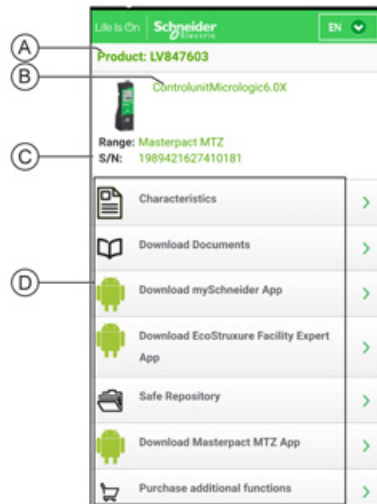 Life Is On Schneider Electric EN
A
Product: LV847603
B
ControlunitMicrologic6.0X
Range: Masterpact MTZ
C
S/N: 1989421627410181
Characteristics
Download Documents
D
Download mySchneider App
Download EcoStruxure Facility Expert
App
Safe Repository
Download Masterpact MTZ App
Purchase additional functions